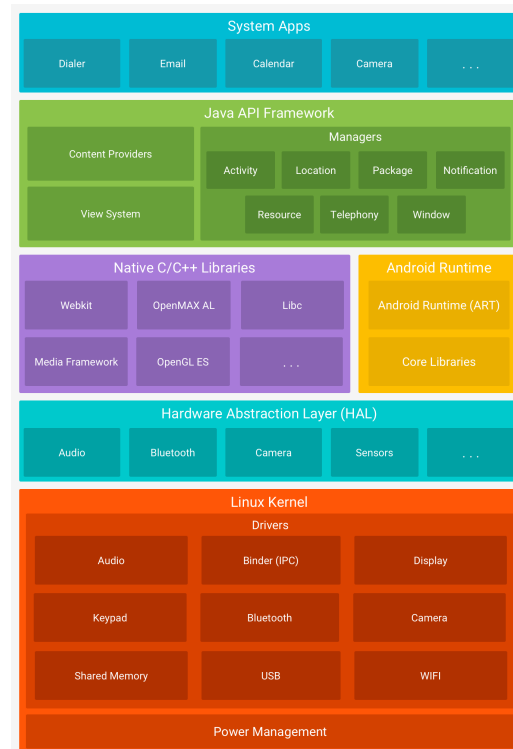 System Apps
Dialer
Email
Calendar
Camera
. . .
Java API Framework
Content Providers
View System
Managers
Activity
Location
Package
Notification
Resource
Telephony
Window
Native C/C++ Libraries
Webkit
OpenMAX AL
Libc
Media Framework
OpenGL ES
. . .
Android Runtime
Android Runtime (ART)
Core Libraries
Hardware Abstraction Layer (HAL)
Audio
Bluetooth
Camera
Sensors
. . .
Linux Kernel
Drivers
Audio
Binder (IPC)
Display
Keypad
Bluetooth
Camera
Shared Memory
USB
WIFI
Power Management